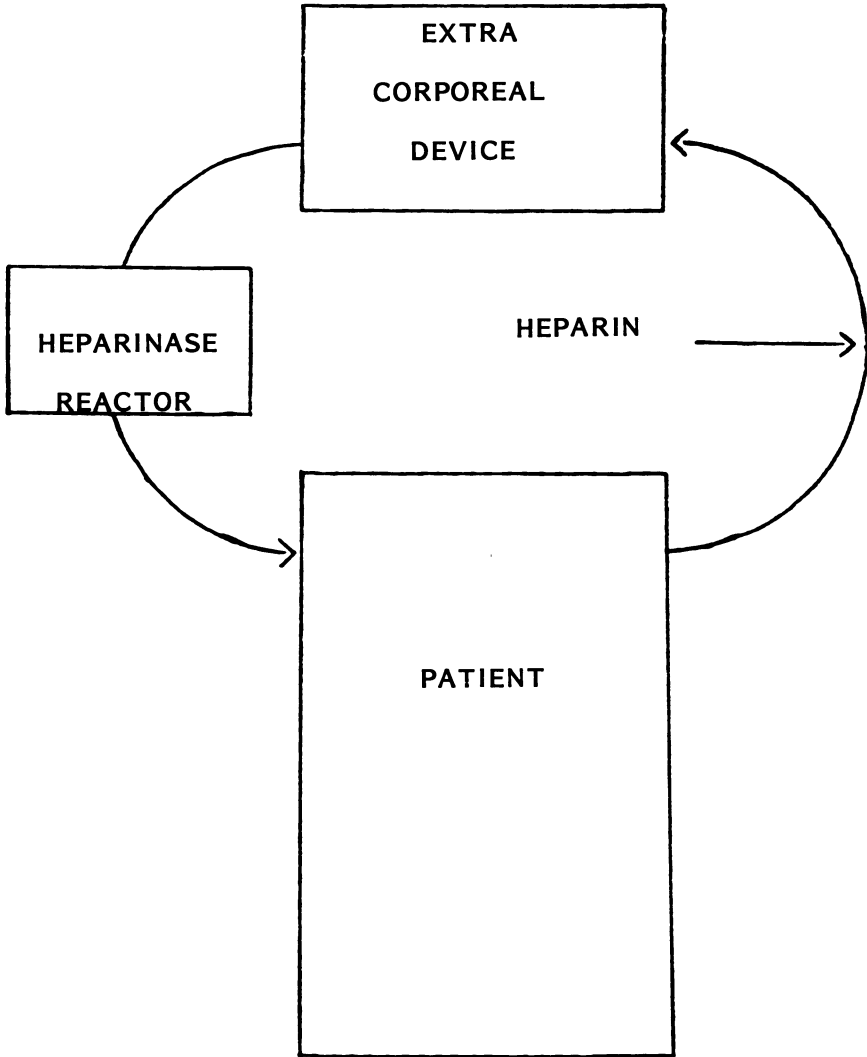 EXTRA
CORPOREAL
DEVICE
HEPARINASE
REACTOR
HEPARIN
PATIENT